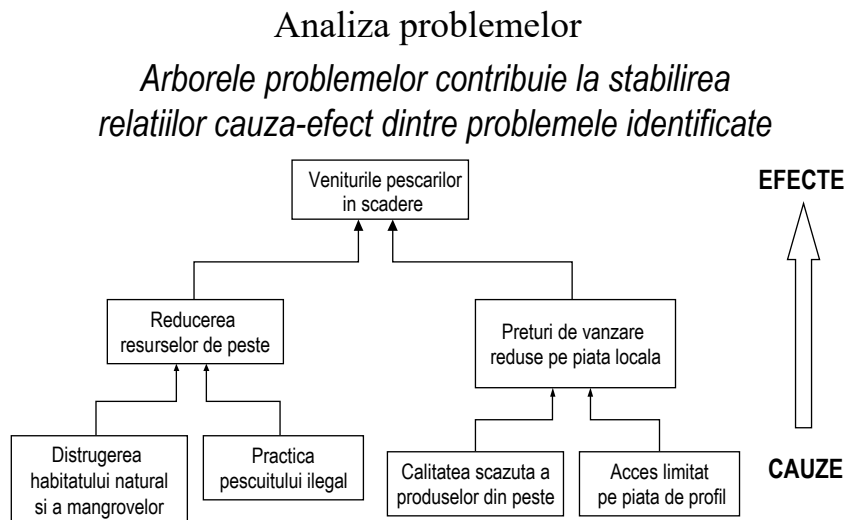 Analiza problemelor
Arborele problemelor contribuie la stabilirea
relatiilor cauza-efect dintre problemele identificate
Veniturile pescarilor
in scadere
EFECTE
Reducerea
resurselor de peste
Preturi de vanzare
reduse pe piata locala
Distrugerea
habitatului natural
si a mangrovelor
Practica
pescuitului ilegal
Calitatea scazuta a
produselor din peste
Acces limitat
pe piata de profil
CAUZE